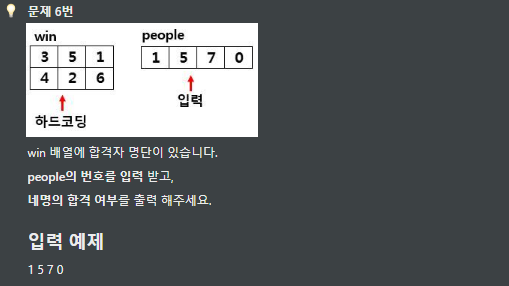 문제 6번
win
people
3 5 1
4 2 6
1 5 7 0
하드코딩
입력
win 배열에 합격자 명단이 있습니다.
people의 번호를 입력 받고,
네명의 합격 여부를 출력 해주세요.
입력 예제
1 5 7 0